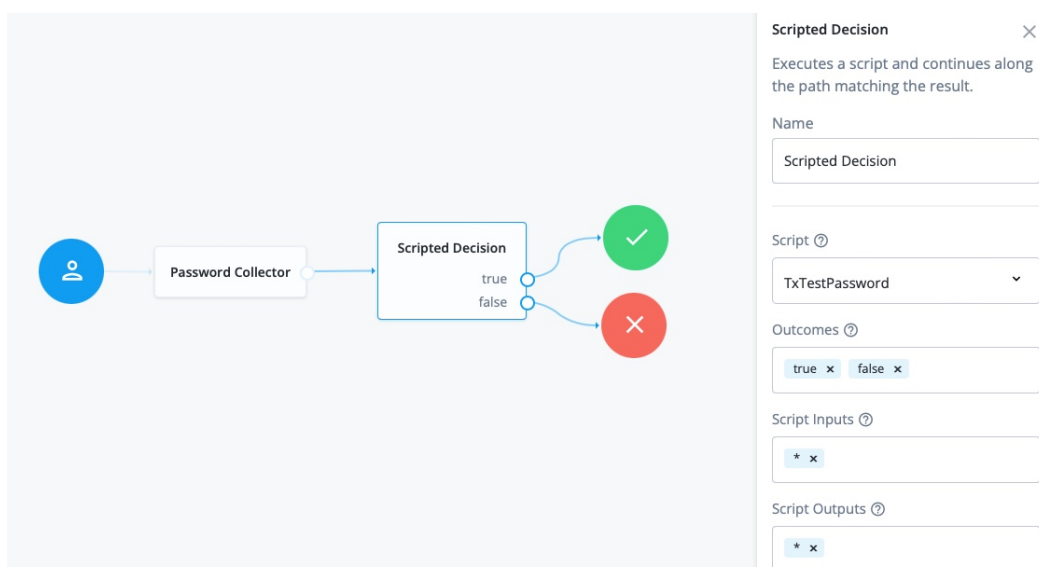 Password Collector
Scripted Decision
true
false
Scripted Decision
Executes a script and continues along
the path matching the result.
Name
Scripted Decision
Script
TxTestPassword
Outcomes
true × false ×
Script Inputs
* ×
Script Outputs
* ×